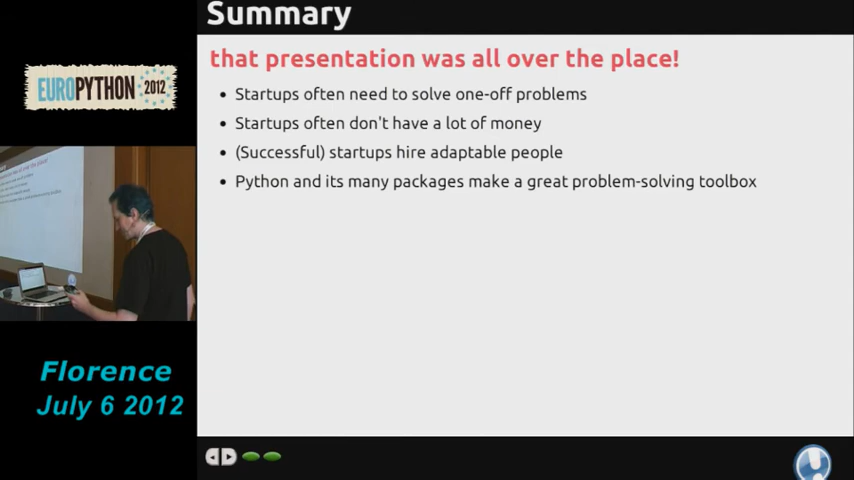 Summary
EUROPYTHON 2012
that presentation was all over the place!
Startups often need to solve one-off problems
Startups often don't have a lot of money
(Successful) startups hire adaptable people
Python and its many packages make a great problem-solving toolbox
Florence
July 6 2012